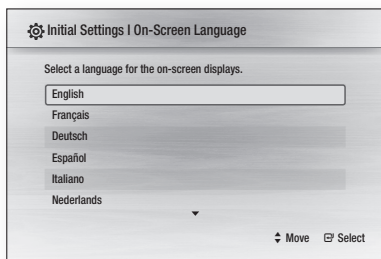 Initial Settings I On-Screen Language
Select a language for the on-screen displays.
English
Français
Deutsch
Español
Italiano
Nederlands
Move Select